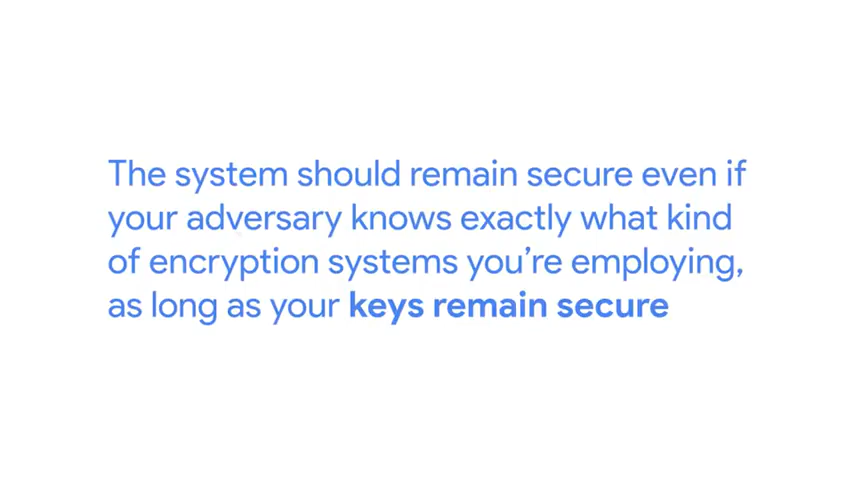 The system should remain secure even if
your adversary knows exactly what kind
of encryption systems you’re employing,
as long as your keys remain secure